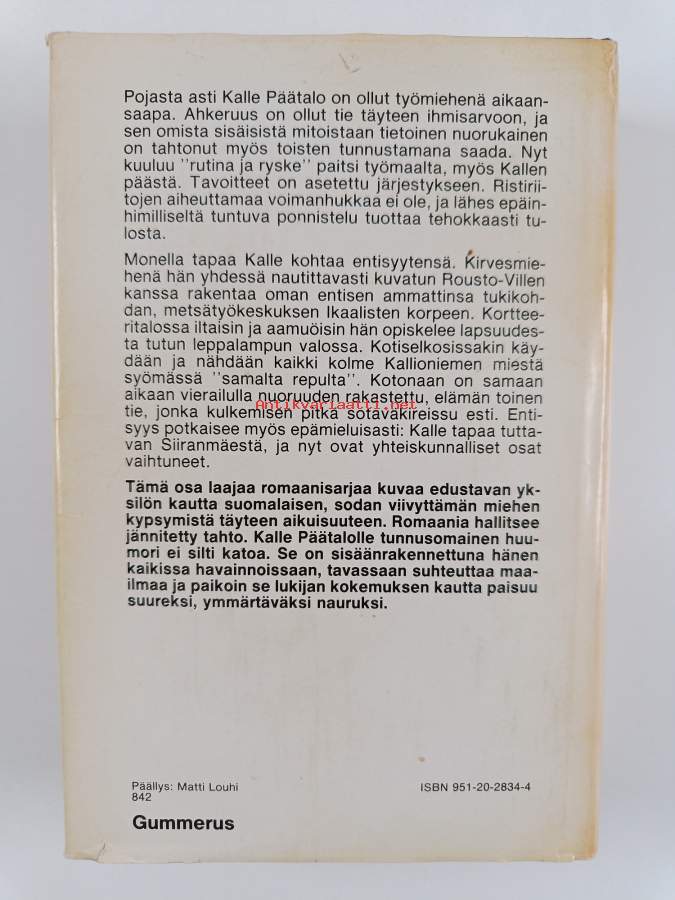 Pojasta asti Kalle Päätalo on ollut työmiehenä aikaan-
saapa. Ahkeruus on ollut tie täyteen ihmisarvoon, ja
sen omista sisäisistä mitoistaan tietoinen nuorukainen
on tahtonut myös toisten tunnustamana saada. Nyt
kuuluu "rutina ja ryske" paitsi työmaalta, myös Kallen
päästä. Tavoitteet on asetettu järjestykseen. Ristirii-
tojen aiheuttamaa voimanhukkaa ei ole, ja lähes epäin-
himilliseltä tuntuva ponnistelu tuottaa tehokkaasti tu-
losta.
Monella tapaa Kalle kohtaa entisyytensä. Kirvesmie-
henä hän yhdessä nautittavasti kuvatun Rousto-Villen
kanssa rakentaa oman entisen ammattinsa tukikoh-
dan, metsätyökeskuksen Ikaalisten korpeen. Kortтee-
ritalossa iltaisin ja aamuöisin hän opiskelee lapsuudes-
ta tutun leppalampun valossa. Kotiselkosissakin käy-
dään ja nähdään kaikki kolme Kallioniemen miestä
syömässä "samalta repulta". Kotonaan on samaan
aikaan vierailulla nuoruuden rakastettu, elämän toinen
tie, jonka kulkemisen pitkä sotaväkireissu esti. Enti-
syys potkaisee myös epämieluisasti: Kalle tapaa tutta-
van Siiranmäestä, ja nyt ovat yhteiskunnalliset osat
vaihtuneet.
Tämä osa laajaa romaanisarjaa kuvaa edustavan yk-
silön kautta suomalaisen, sodan viivyttämän miehen
kypsymistä täyteen aikuisuuteen. Romaania hallitsee
jännitetty tahto. Kalle Päätalolle tunnusomainen huu-
mori ei silti katoa. Se on sisäänrakennettuna hänen
kaikissa havainnoissaan, tavassaan suhteuttaa maa-
ilmaa ja paikoin se lukijan kokemuksen kautta paisuu
suureksi, ymmärtäväksi nauruksi.
Antikvariaatti.net
Päällys: Matti Louhi
842
ISBN 951-20-2834-4
Gummerus